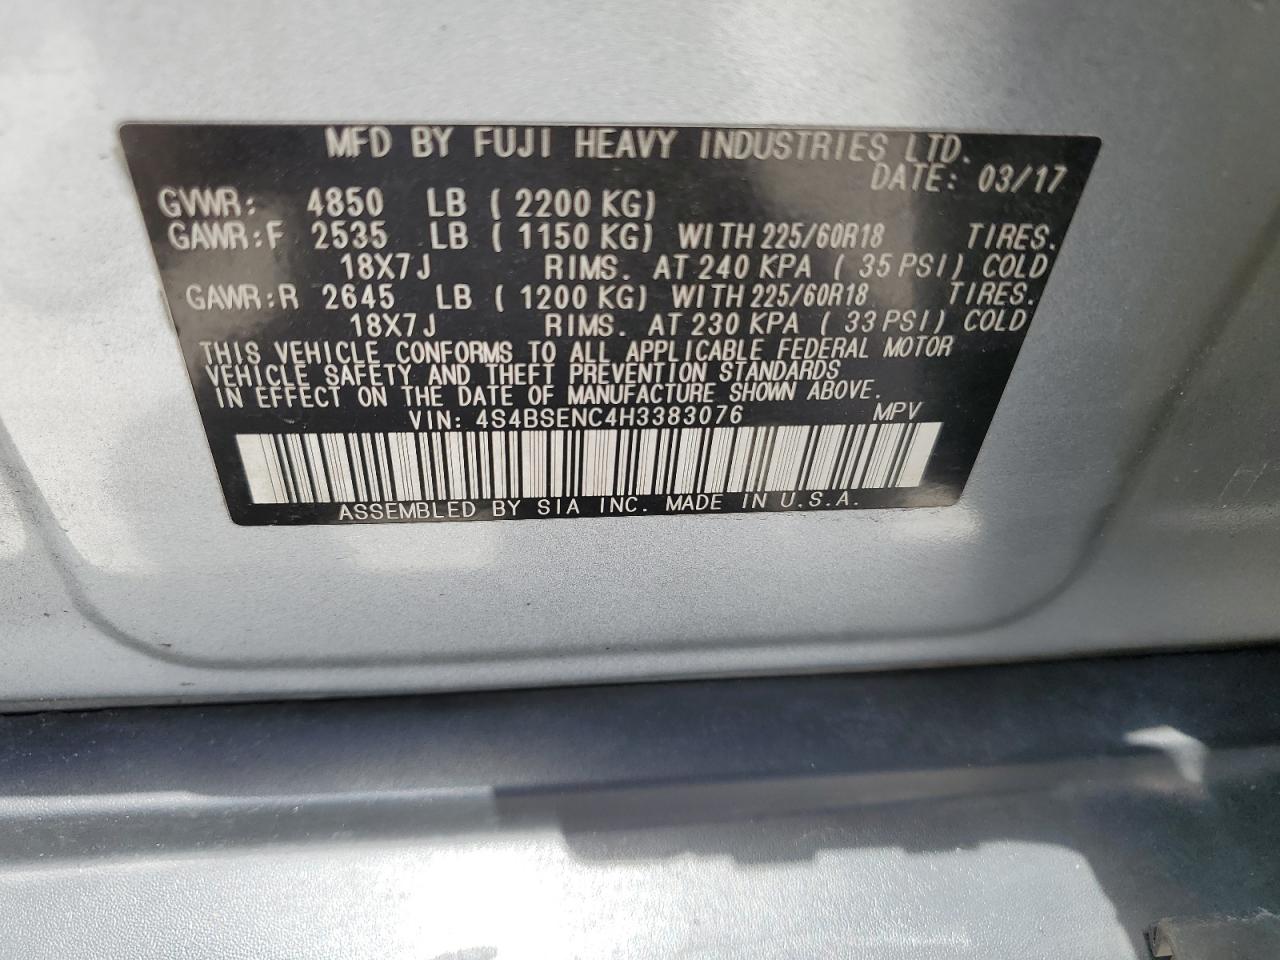 MFD BY FUJI HEAVY INDUSTRIES LTD.
DATE: 03/17
GVWR: 4850 LB ( 2200 KG)
GAWR:F 2535 LB ( 1150 KG) WITH 225/60R18 TIRES.
18X7J RIMS. AT 240 KPA ( 35 PSI) COLD
GAWR:R 2645 LB ( 1200 KG) WITH 225/60R18 TIRES.
18X7J RIMS. AT 230 KPA ( 33 PSI) COLD
THIS VEHICLE CONFORMS TO ALL APPLICABLE FEDERAL MOTOR
VEHICLE SAFETY AND THEFT PREVENTION STANDARDS
IN EFFECT ON THE DATE OF MANUFACTURE SHOWN ABOVE.
VIN: 4S4BSENC4H3383076 MPV
ASSEMBLED BY SIA INC. MADE IN U.S.A.